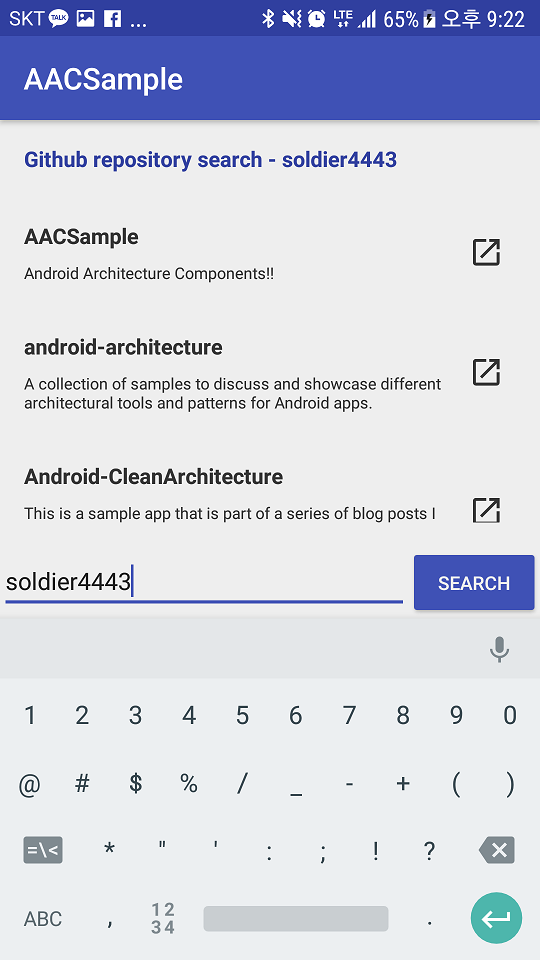 SKT TALK ... LTE 65% 오후 9:22
AACSample
Github repository search - soldier4443
AACSample
Android Architecture Components!!
android-architecture
A collection of samples to discuss and showcase different
architectural tools and patterns for Android apps.
Android-CleanArchitecture
This is a sample app that is part of a series of blog posts I
soldier4443
SEARCH
1 2 3 4 5 6 7 8 9 0
@ # $ % / _ - + ( )
=\< * " ' : ; ! ?
ABC , 12 34 .